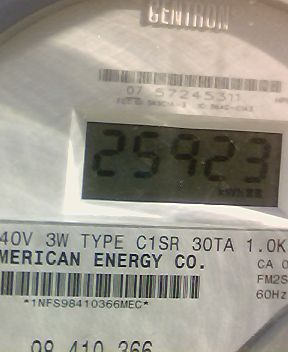 CENTRON
07 57245311
25923
40V 3W TYPE C1SR 30TA 1.0K
MERICAN ENERGY CO.
CA 0
FM2S
60Hz
*1NFS98410366MEC*
98 410 366